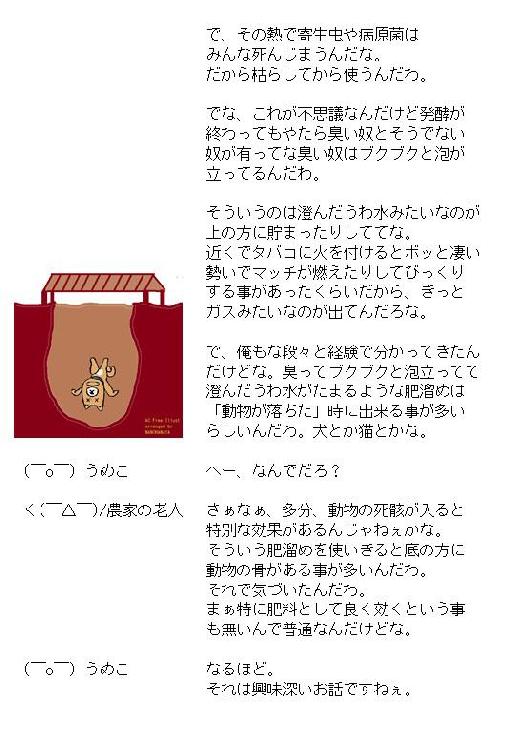 で、その熱で寄生虫や病原菌は
みんな死んじまうんだな。
だから枯らしてから使うんだわ。
でな、これが不思議なんだけど発酵が
終わってもやたら臭い奴とそうでない
奴が有ってな臭い奴はブクブクと泡が
立ってるんだわ。
そういうのは澄んだうわ水みたいなのが
上の方に貯まったりしててな。
近くでタバコに火を付けるとボッと凄い
勢いでマッチが燃えたりしてびっくり
する事があったくらいだから、きっと
ガスみたいなのが出てんだろな。
で、俺もな段々と経験で分かってきたん
だけどな。臭ってブクブクと泡立ってて
澄んだうわ水がたまるような肥溜めは
「動物が落ちた」時に出来る事が多い
らしいんだわ。犬とか猫とかな。
AC Free Illust
arranged by
(￣o￣) うめこ
へー、なんでだろ？
く(￣△￣)/農家の老人
さぁなぁ、多分、動物の死骸が入ると
特別な効果があるんじゃねぇかな。
そういう肥溜めを使いきると底の方に
動物の骨がある事が多いんだわ。
それで気づいたんだわ。
まぁ特に肥料として良く効くという事
も無いんで普通なんだけどな。
(￣o￣) うめこ
なるほど。
それは興味深いお話ですねぇ。